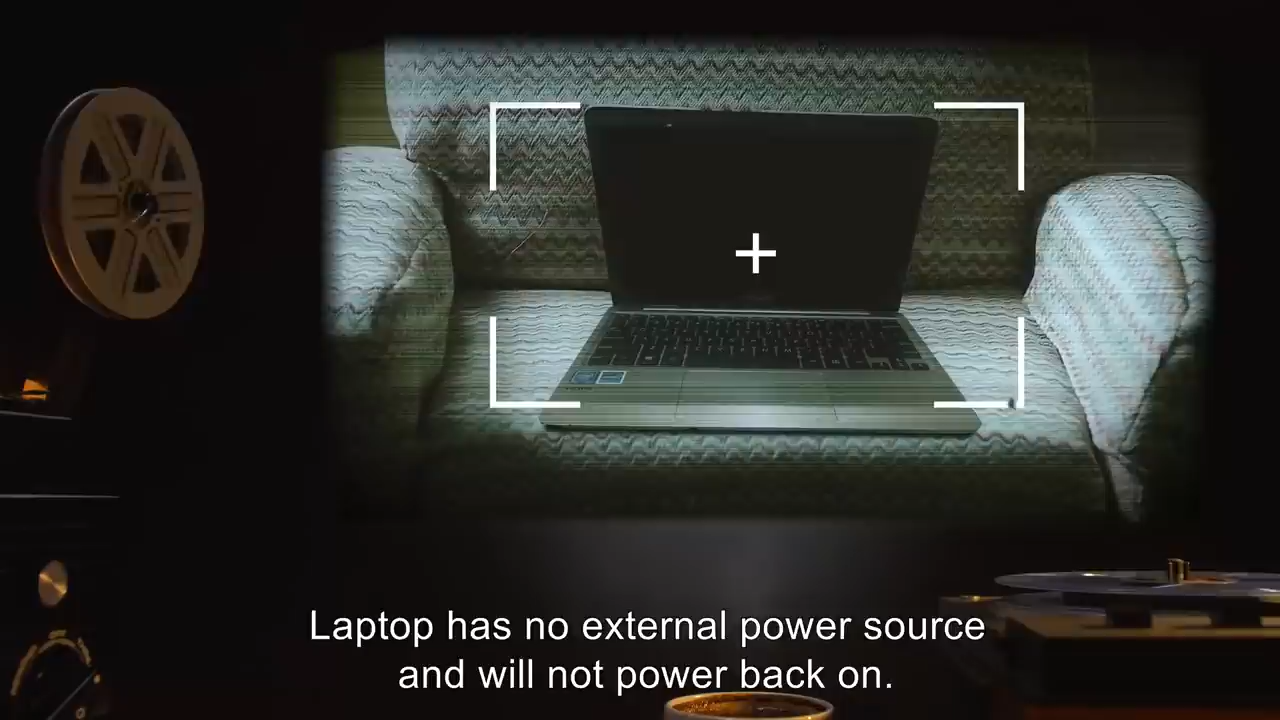 Laptop has no external power source
and will not power back on.